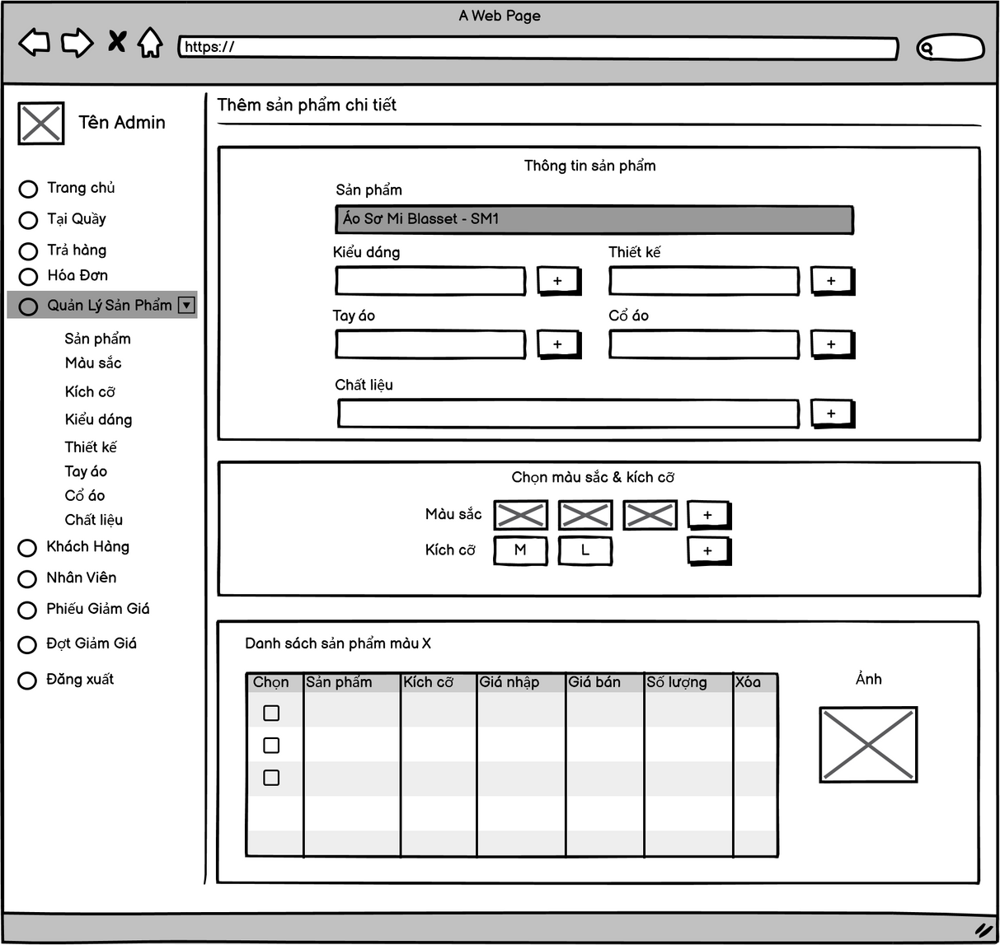 A Web Page
https://
Tên Admin
Trang chủ
Tại Quầy
Trả hàng
Hóa Đơn
Quản Lý Sản Phẩm
Sản phẩm
Màu sắc
Kích cỡ
Kiểu dáng
Thiết kế
Tay áo
Cổ áo
Chất liệu
Khách Hàng
Nhân Viên
Phiếu Giảm Giá
Đợt Giảm Giá
Đăng xuất
Thêm sản phẩm chi tiết
Thông tin sản phẩm
Sản phẩm
Áo Sơ Mi Blasset - SM1
Kiểu dáng Thiết kế
+ +
Tay áo Cổ áo
+ +
Chất liệu
+
Chọn màu sắc & kích cỡ
Màu sắc +
Kích cỡ M L +
Danh sách sản phẩm màu X
Chọn Sản phẩm Kích cỡ Giá nhập Giá bán Số lượng Xóa
Ảnh